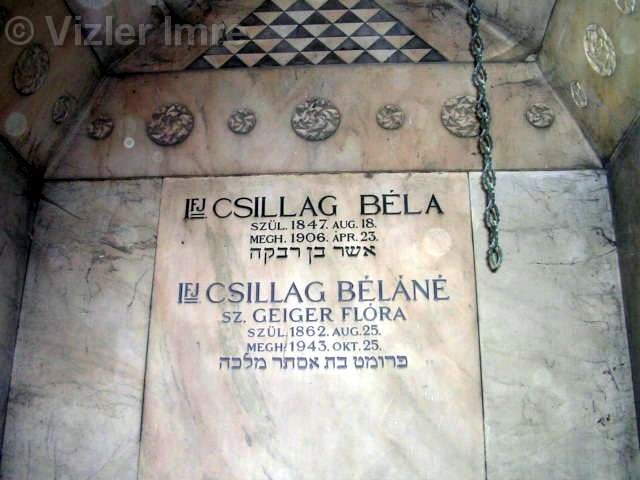 © Vizler Imre
IFJ CSILLAG BÉLA
SZÜL. 1847. AUG. 18.
MEGH. 1906. ÁPR. 23.
אשר בן רבקה
IFJ CSILLAG BÉLÁNÉ
SZ. GEIGER FLÓRA
SZÜL. 1862. AUG. 25.
MEGH. 1943. OKT. 25.
פרומט בת אסתר מלכה